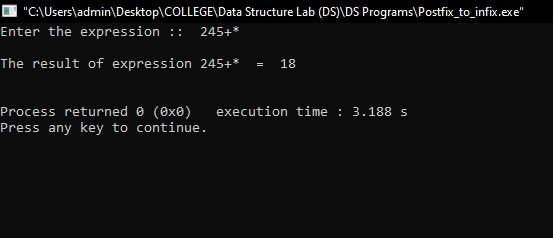 "C:\Users\admin\Desktop\COLLEGE\Data Structure Lab (DS)\DS Programs\Postfix_to_infix.exe"
Enter the expression ::  245+*
The result of expression 245+*  =  18
Process returned 0 (0x0)   execution time : 3.188 s
Press any key to continue.